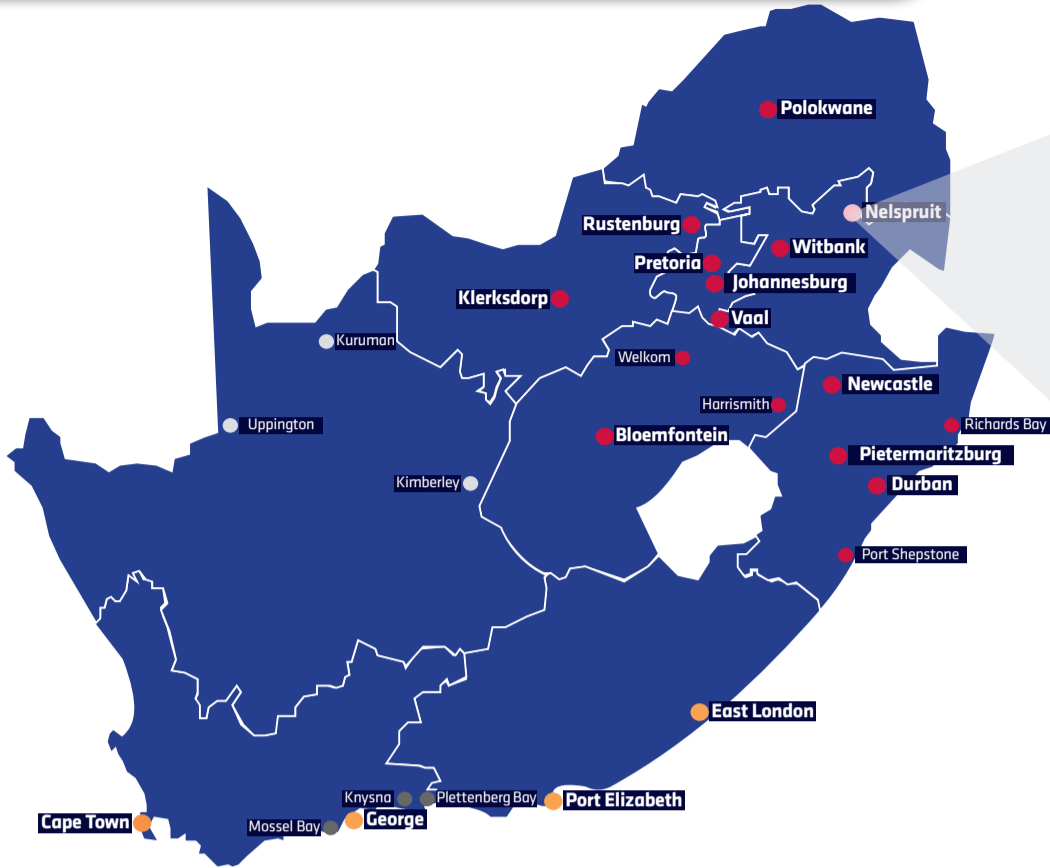 Polokwane
Nelspruit
Rustenburg
Witbank
Pretoria
Johannesburg
Klerksdorp
Vaal
Kuruman
Welkom
Newcastle
Harrismith
Uppington
Richards Bay
Bloemfontein
Pietermaritzburg
Kimberley
Durban
Port Shepstone
East London
Knysna
Plettenberg Bay
Port Elizabeth
Cape Town
Mossel Bay
George